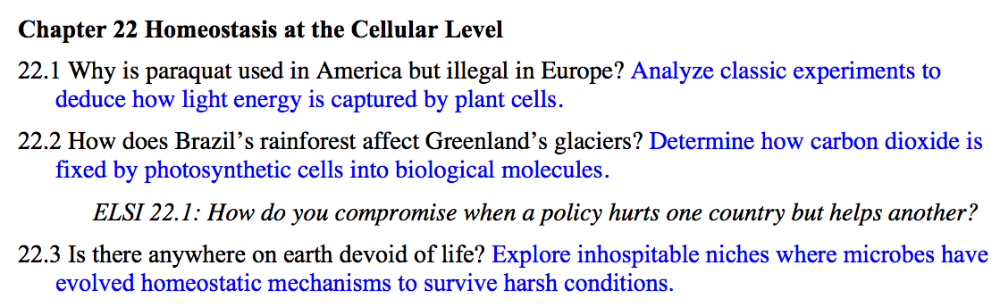 Chapter 22 Homeostasis at the Cellular Level
22.1 Why is paraquat used in America but illegal in Europe? Analyze classic experiments to
deduce how light energy is captured by plant cells.
22.2 How does Brazil’s rainforest affect Greenland’s glaciers? Determine how carbon dioxide is
fixed by photosynthetic cells into biological molecules.
ELSI 22.1: How do you compromise when a policy hurts one country but helps another?
22.3 Is there anywhere on earth devoid of life? Explore inhospitable niches where microbes have
evolved homeostatic mechanisms to survive harsh conditions.